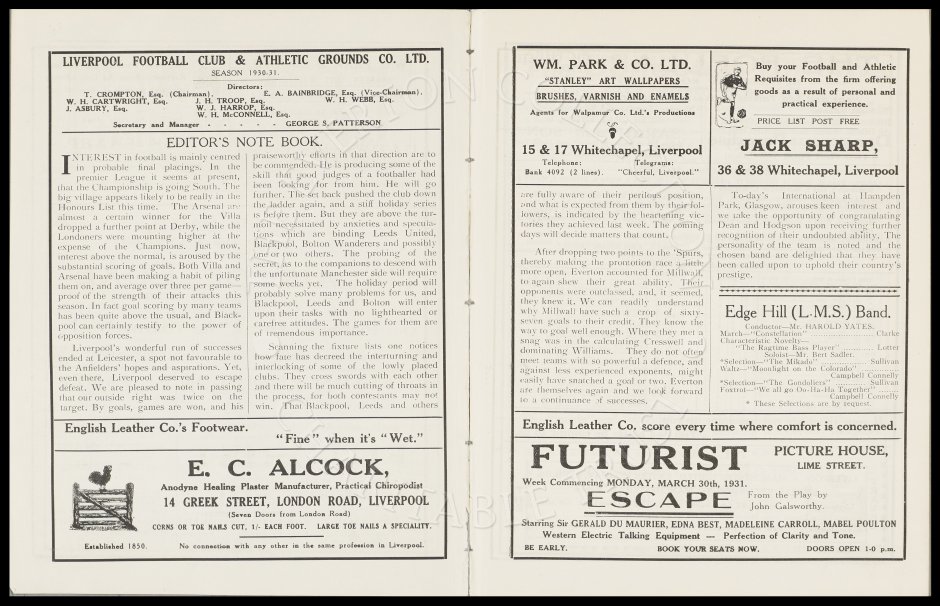 LIVERPOOL FOOTBALL CLUB & ATHLETIC GROUNDS CO. LTD.
SEASON 1930-31.
Directors:
T. CROMPTON, Esq. (Chairman). E. A. BAINBRIDGE, Esq. (Vice-Chairman).
W. H. CARTWRIGHT, Esq. J. H. TROOP, Esq. W. H. WEBB, Esq.
J. ASBURY, Esq. W. J. HARROP, Esq.
W. H. McCONNELL, Esq.
Secretary and Manager - - - - - GEORGE S. PATTERSON.
EDITOR'S NOTE BOOK.
INTEREST in football is mainly centred
in probable final placings. In the
premier League it seems at present,
that the Championship is going South. The
big village appears likely to be really in the
Honours List this time. The Arsenal are
almost a certain winner for the Villa
dropped a further point at Derby, while the
Londoners were mounting higher at the
expense of the Champions. Just now,
interest above the normal, is aroused by the
substantial scoring of goals. Both Villa and
Arsenal have been making a habit of piling
them on, and average over three per game—
proof of the strength of their attacks this
season. In fact goal scoring by many teams
has been quite above the usual, and Black-
pool can certainly testify to the power of
opposition forces.
Liverpool's wonderful run of successes
ended at Leicester, a spot not favourable to
the Anfielders' hopes and aspirations. Yet,
even there, Liverpool deserved to escape
defeat. We are pleased to note in passing
that our outside right was twice on the
target. By goals, games are won, and his
praiseworthy efforts in that direction are to
be commended. He is producing some of the
skill that good judges of a footballer had
been looking for from him. He will go
further. The set back pushed the club down
the ladder again, and a stiff holiday series
is before them. But they are above the tur-
moil necessitated by anxieties and specula-
tions which are binding Leeds United,
Blackpool, Bolton Wanderers and possibly
one or two others. The probing of the
secret, as to the companions to descend with
the unfortunate Manchester side will require
some weeks yet. The holiday period will
probably solve many problems for us, and
Blackpool, Leeds and Bolton will enter
upon their tasks with no lighthearted or
carefree attitudes. The games for them are
of tremendous importance.
Scanning the fixture lists one notices
how fate has decreed the interturning and
interlocking of some of the lowly placed
clubs. They cross swords with each other
and there will be much cutting of throats in
the process, for both contestants may not
win. That Blackpool, Leeds and others
English Leather Co.'s Footwear.
"Fine" when it's "Wet."
E. C. ALCOCK,
Anodyne Healing Plaster Manufacturer, Practical Chiropodist
14 GREEK STREET, LONDON ROAD, LIVERPOOL
(Seven Doors from London Road)
CORNS OR TOE NAILS CUT, 1/- EACH FOOT. LARGE TOE NAILS A SPECIALITY.
Established 1850. No connection with any other in the same profession in Liverpool.
WM. PARK & CO. LTD.
"STANLEY" ART WALLPAPERS
BRUSHES, VARNISH AND ENAMELS
Agents for Walpamur Co. Ltd.'s Productions
15 & 17 Whitechapel, Liverpool
Telephone: Telegrams:
Bank 4092 (2 lines). "Cheerful, Liverpool."
Buy your Football and Athletic
Requisites from the firm offering
goods as a result of personal and
practical experience.
PRICE LIST POST FREE
JACK SHARP,
36 & 38 Whitechapel, Liverpool
are fully aware of their perilous position,
and what is expected from them by their fol-
lowers, is indicated by the heartening vic-
tories they achieved last week. The coming
days will decide matters that count.
After dropping two points to the 'Spurs,
thereby making the promotion race a little
more open, Everton accounted for Millwall,
to again shew their great ability. Their
opponents were outclassed, and, it seemed,
they knew it. We can readily understand
why Millwall have such a crop of sixty-
seven goals to their credit. They know the
way to goal well enough. Where they met a
snag was in the calculating Cresswell and
dominating Williams. They do not often
meet teams with so powerful a defence, and
against less experienced exponents, might
easily have snatched a goal or two. Everton
are themselves again and we look forward
to a continuance of successes.
To-day's International at Hampden
Park, Glasgow, arouses keen interest and
we take the opportunity of congratulating
Dean and Hodgson upon receiving further
recognition of their undoubted ability. The
personality of the team is noted and the
chosen band are delighted that they have
been called upon to uphold their country's
prestige.
Edge Hill (L.M.S.) Band.
Conductor—Mr. HAROLD YATES.
March—"Constellation" Clarke
Characteristic Novelty—
"The Ragtime Bass Player" Lotter
Soloist—Mr. Bert Sadler.
*Selection—"The Mikado" Sullivan
Waltz—"Moonlight on the Colorado"
Campbell Connelly
*Selection—"The Gondoliers" Sullivan
Foxtrot—"We all go Oo-Ha-Ha Together"
Campbell Connelly
* These Selections are by request.
English Leather Co. score every time where comfort is concerned.
FUTURIST PICTURE HOUSE,
LIME STREET.
Week Commencing MONDAY, MARCH 30th, 1931.
ESCAPE From the Play by
John Galsworthy.
Starring Sir GERALD DU MAURIER, EDNA BEST, MADELEINE CARROLL, MABEL POULTON
Western Electric Talking Equipment — Perfection of Clarity and Tone.
BE EARLY. BOOK YOUR SEATS NOW. DOORS OPEN 1-0 p.m.